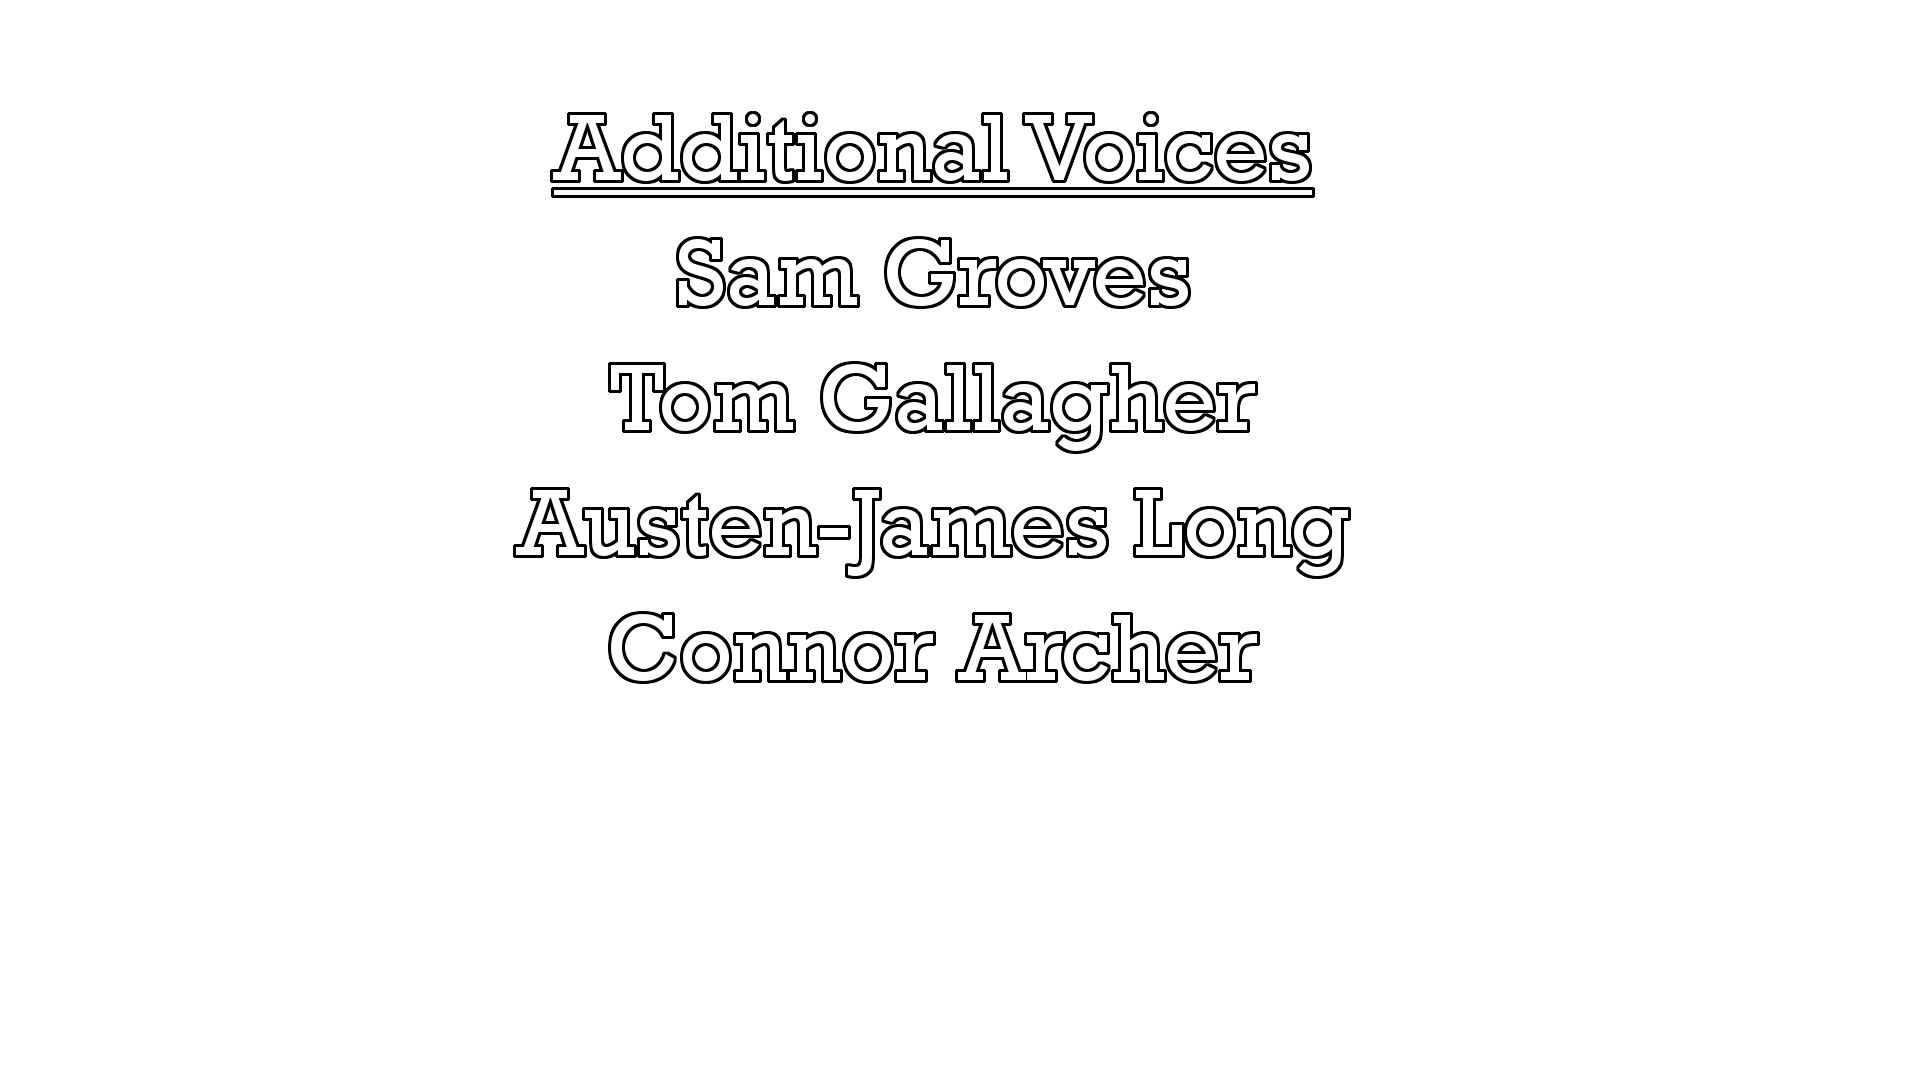 Additional Voices
Sam Groves
Tom Gallagher
Austen-James Long
Connor Archer